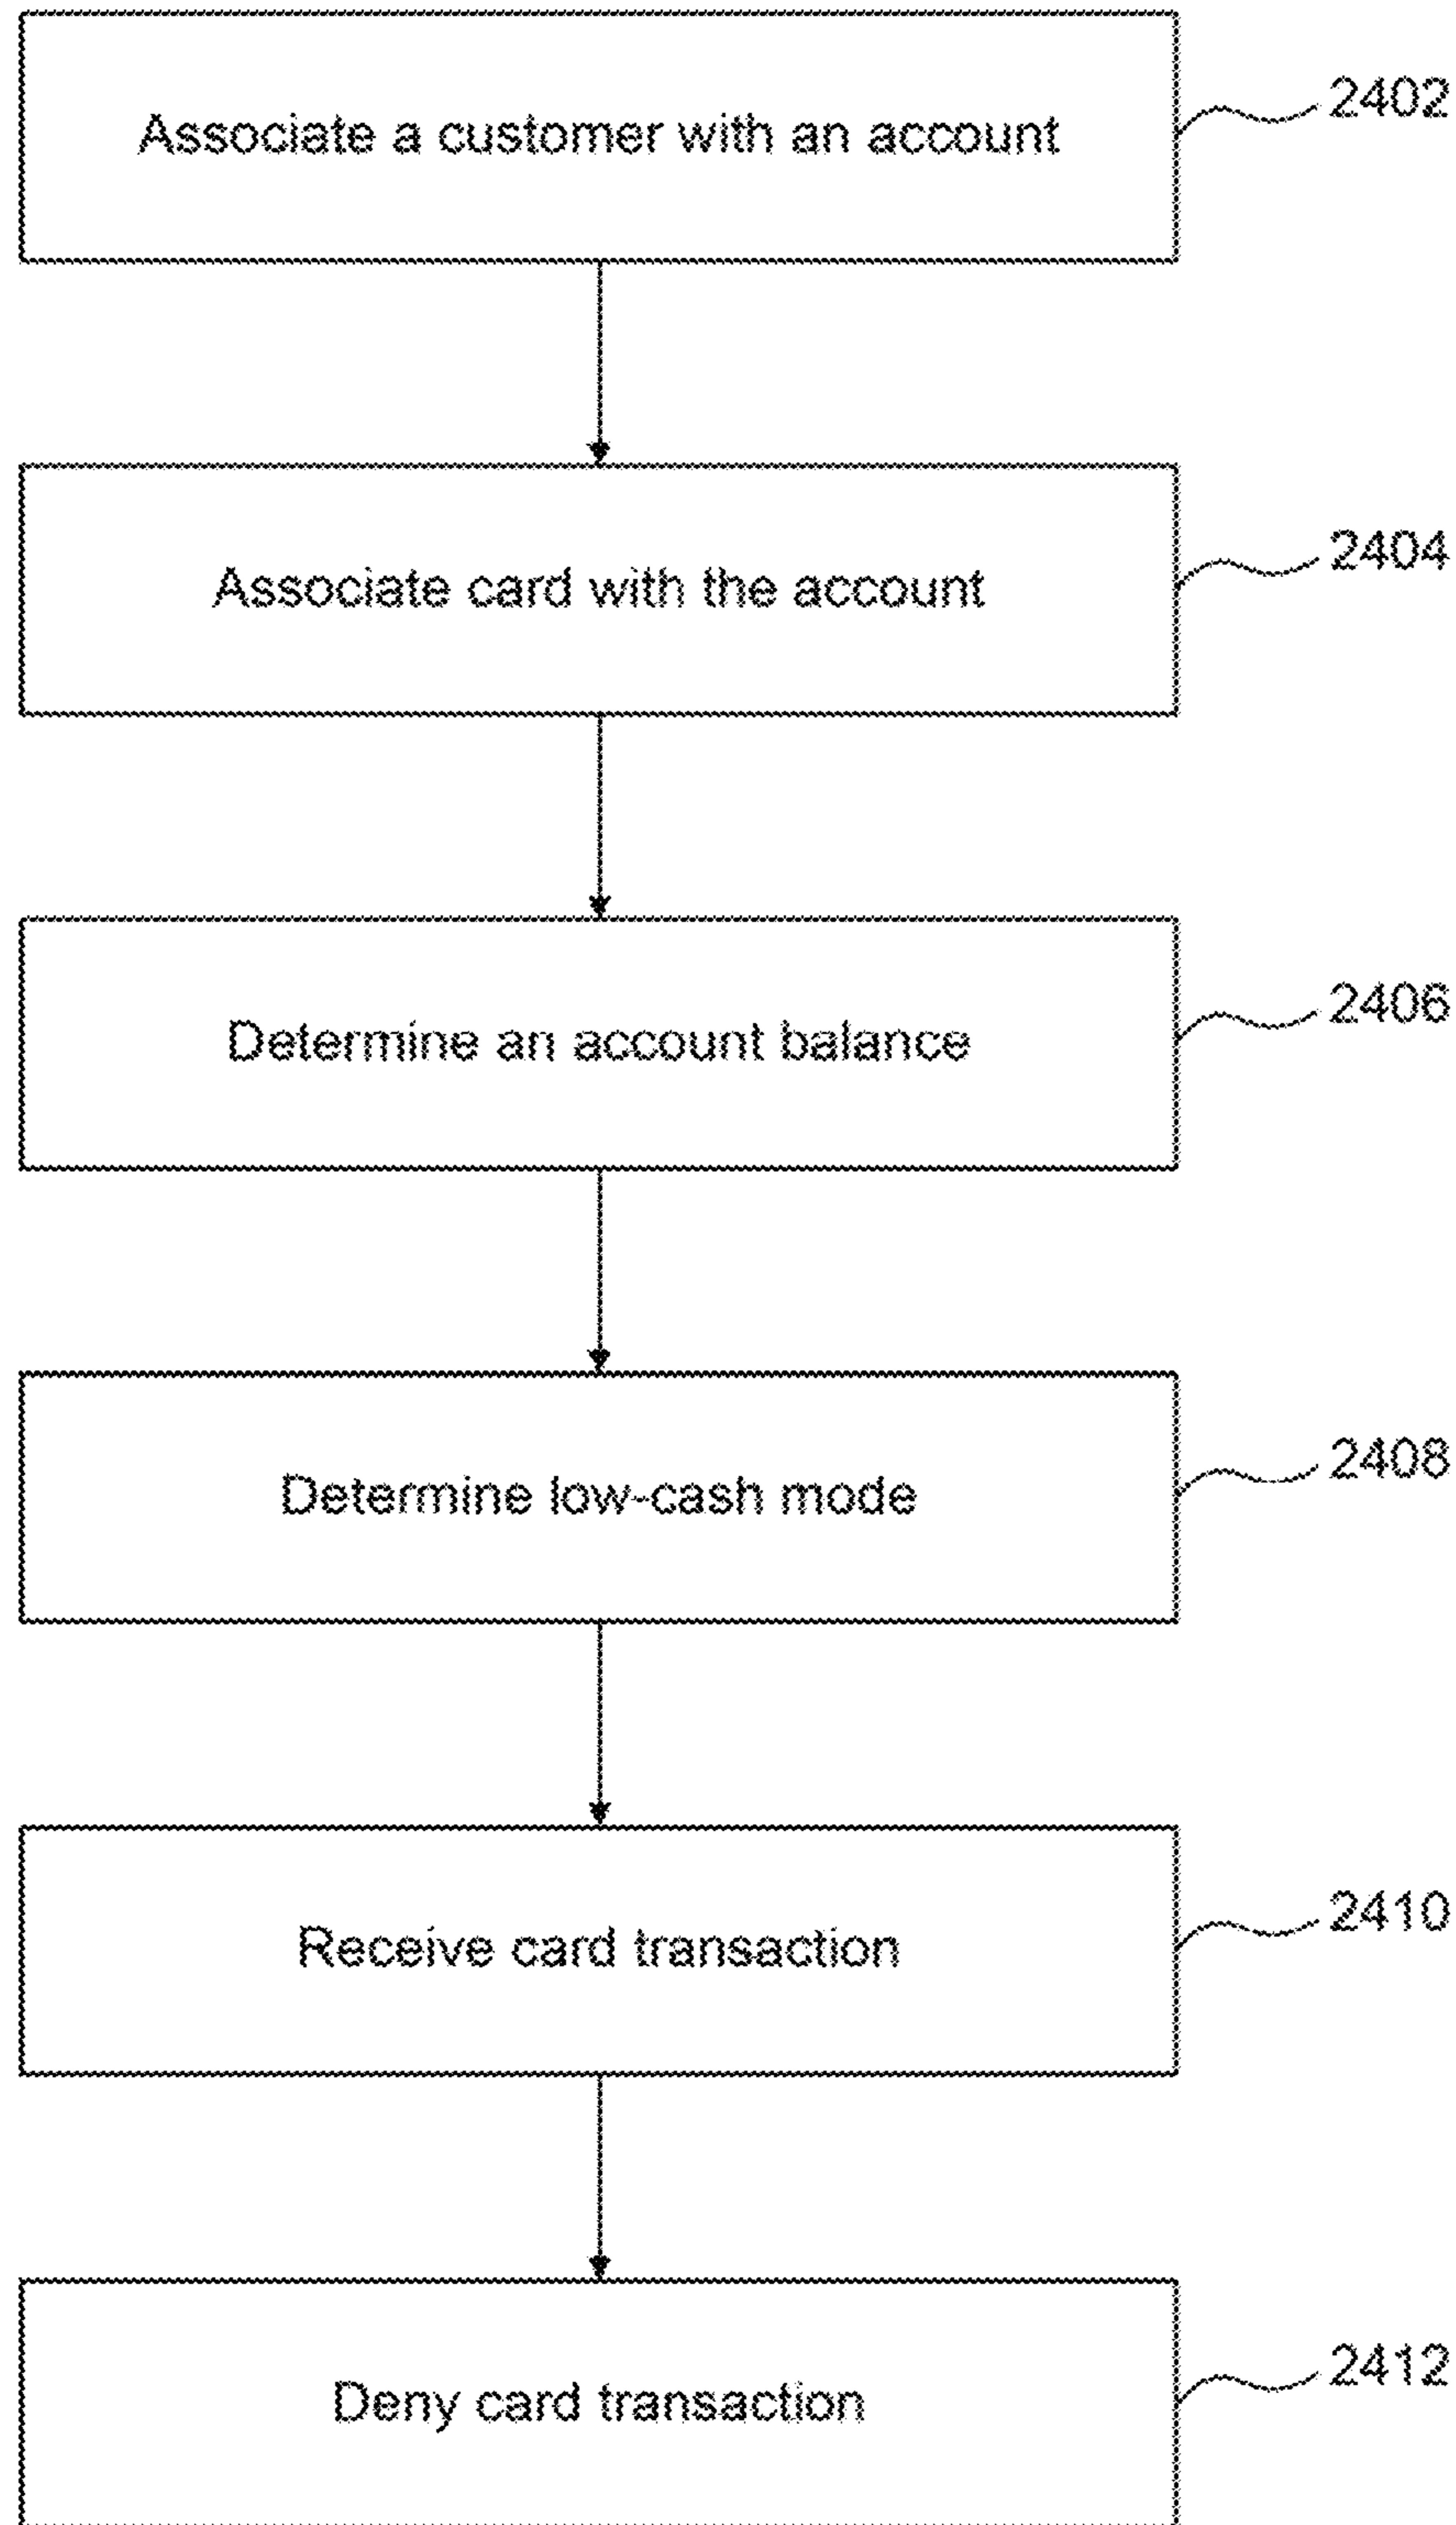 Associate a customer with an account
2402
Associate card with the account
2404
Determine an account balance
2406
Determine low-cash mode
2408
Receive card transaction
2410
Deny card transaction
2412